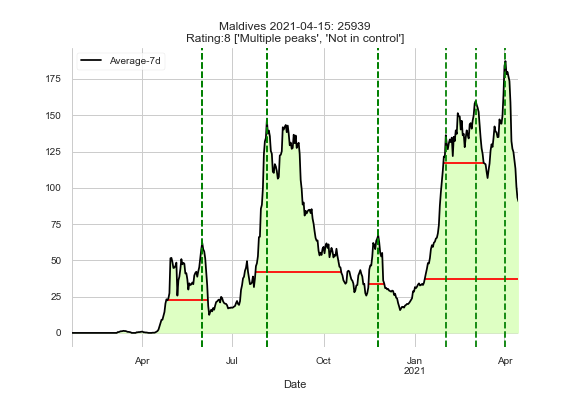 Maldives 2021-04-15: 25939
Rating:8 ['Multiple peaks', 'Not in control']
Average-7d
175
150
125
100
75
50
25
0
Apr
Jul
Oct
Jan
2021
Apr
Date